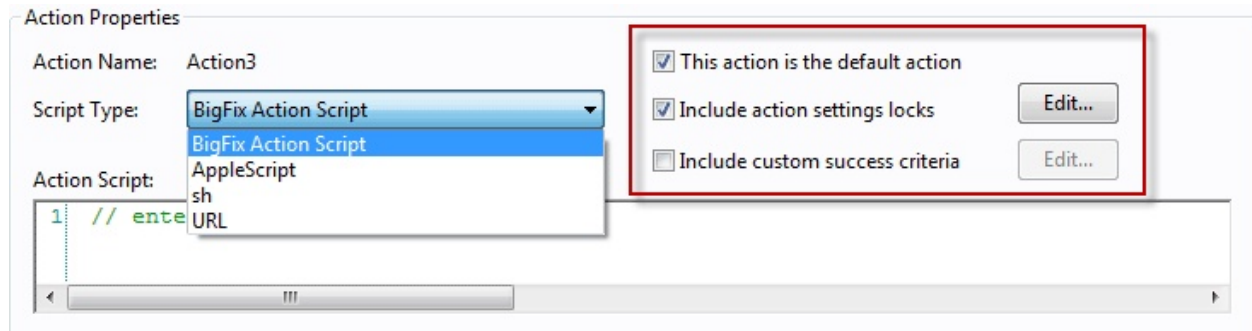 Action Properties
Action Name: Action3
This action is the default action
Script Type: BigFix Action Script
Include action settings locks Edit...
BigFix Action Script
AppleScript
Include custom success criteria Edit...
Action Script:
sh
URL
1 // ente